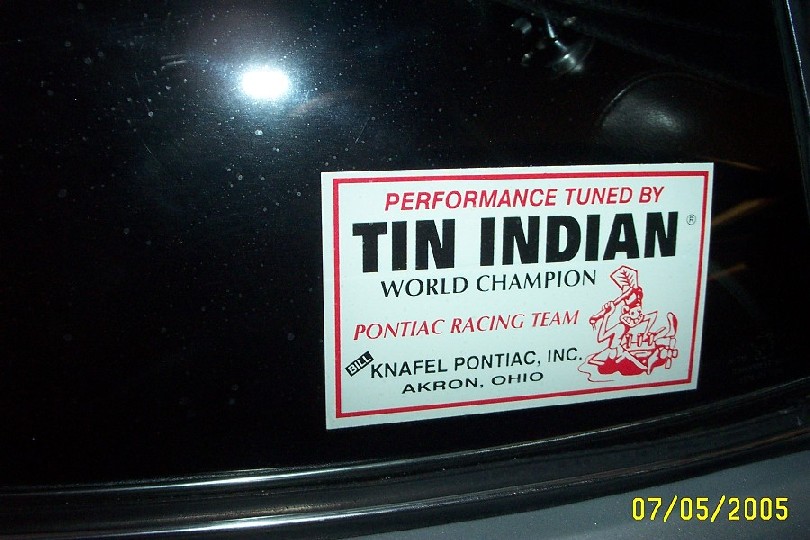 PERFORMANCE TUNED BY
TIN INDIAN ®
WORLD CHAMPION
PONTIAC RACING TEAM
BILL KNAFEL PONTIAC, INC.
AKRON, OHIO
07/05/2005